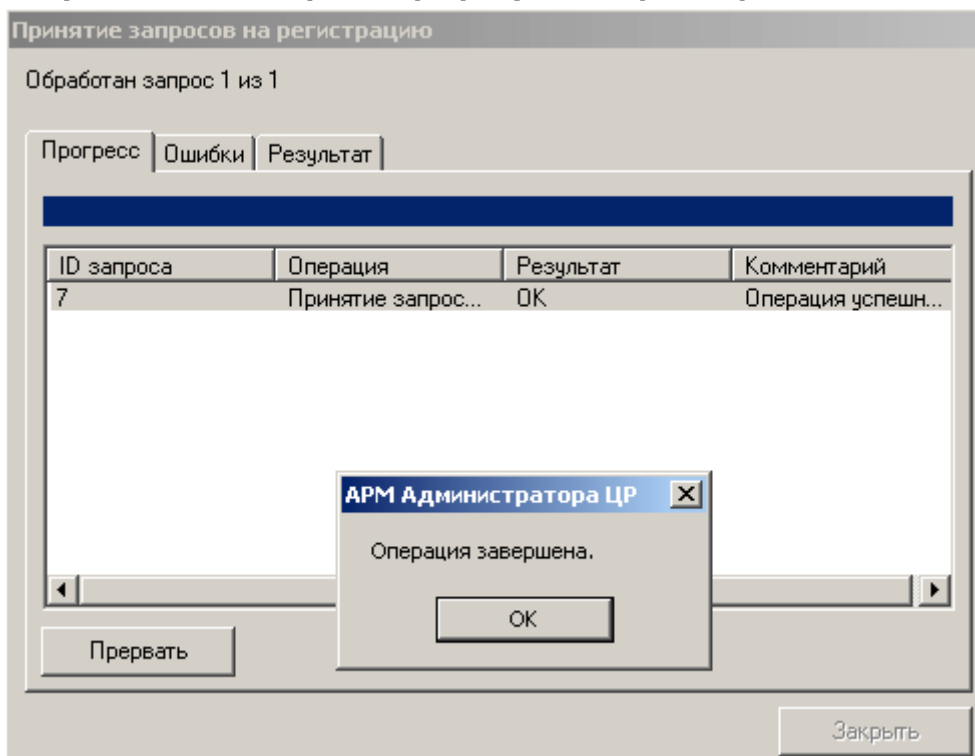 Принятие запросов на регистрацию
Обработан запрос 1 из 1
Прогресс Ошибки Результат
ID запроса Операция Результат Комментарий
7 Принятие запрос... OK Операция успешн...
АРМ Администратора ЦР
Операция завершена.
OK
Прервать
Закрыть